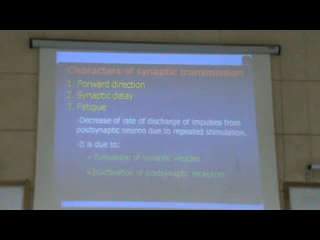 Characters of synaptic transmission
1. Forward direction
2. Synaptic delay
3. Fatigue
-Decrease of rate of discharge of impulses from
postsynaptic neuron due to repeated stimulation.
-It is due to:
Exhaustion of synaptic vesicles
Inactivation of postsynaptic receptors